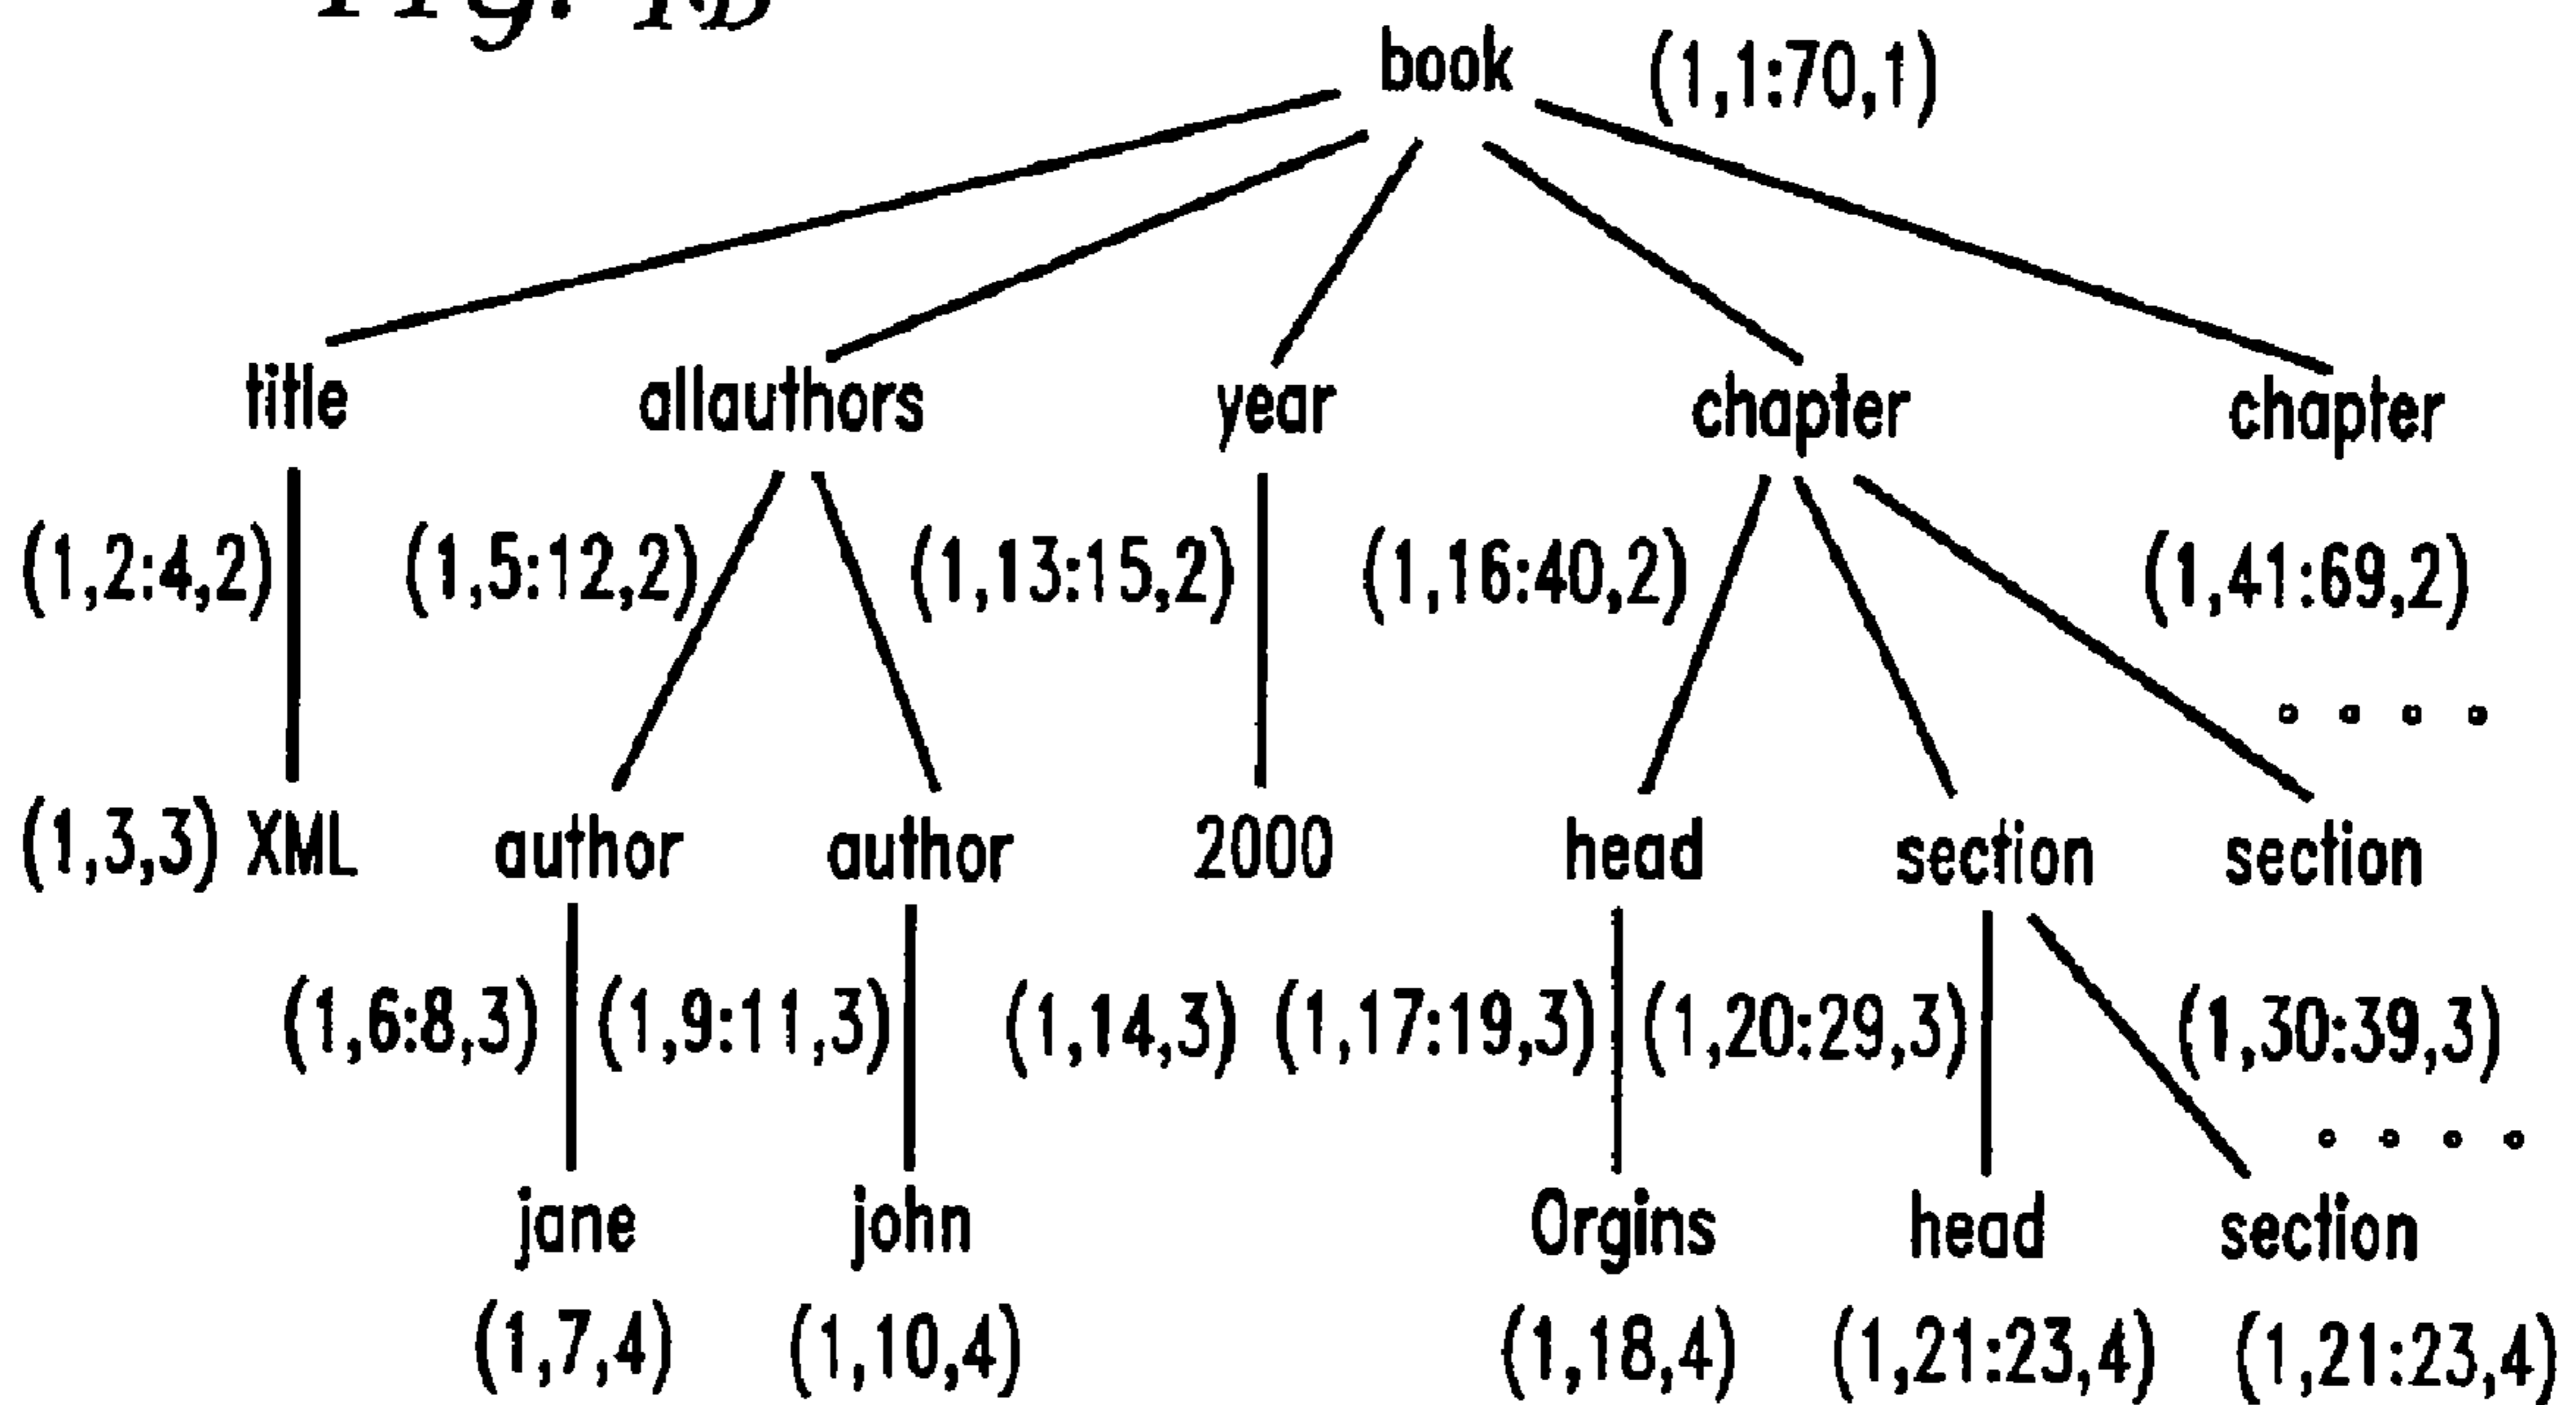 Fig. 1B
book (1,1:70,1)
title allauthors year chapter chapter
(1,2:4,2) (1,5:12,2) (1,13:15,2) (1,16:40,2) (1,41:69,2)
(1,3,3) XML author author 2000 head section section
(1,6:8,3) (1,9:11,3) (1,14,3) (1,17:19,3) (1,20:29,3) (1,30:39,3)
jane john Orgins head section
(1,7,4) (1,10,4) (1,18,4) (1,21:23,4) (1,21:23,4)